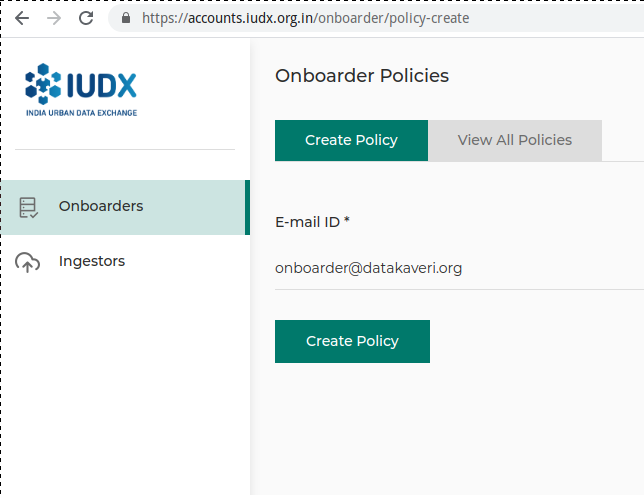 https://accounts.iudx.org.in/onboarder/policy-create
IUDX
INDIA URBAN DATA EXCHANGE
Onboarders
Ingestors
Onboarder Policies
Create Policy
View All Policies
E-mail ID *
onboarder@datakaveri.org
Create Policy